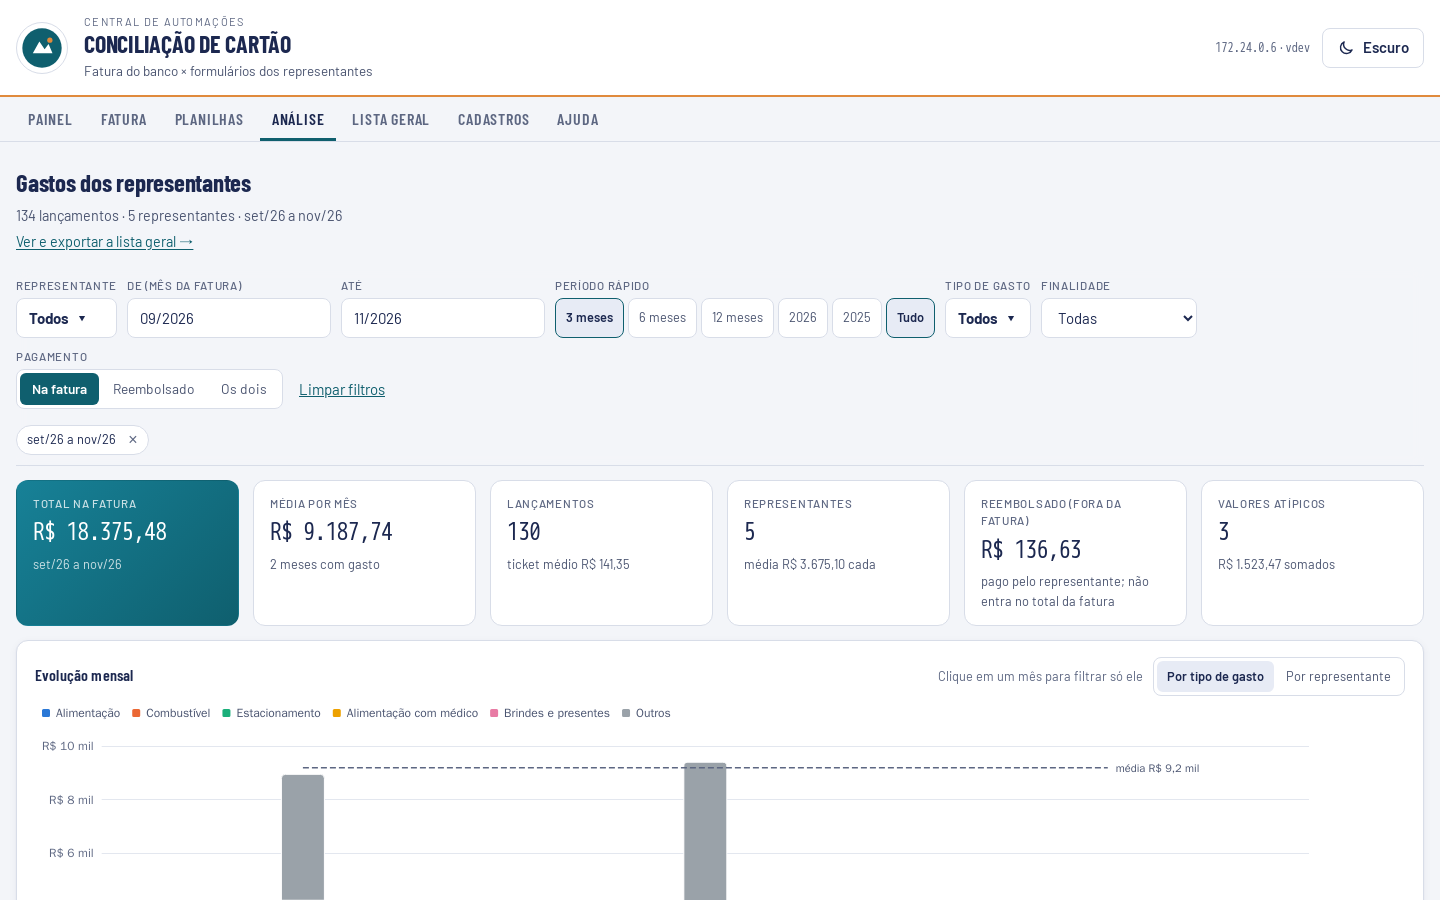 CENTRAL DE AUTOMAÇÕES
CONCILIAÇÃO DE CARTÃO
Fatura do banco × formulários dos representantes
172.24.0.6 · vdev
Escuro
PAINEL FATURA PLANILHAS ANÁLISE LISTA GERAL CADASTROS AJUDA
Gastos dos representantes
134 lançamentos · 5 representantes · set/26 a nov/26
Ver e exportar a lista geral →
REPRESENTANTE DE (MÊS DA FATURA) ATÉ PERÍODO RÁPIDO TIPO DE GASTO FINALIDADE
Todos ▾ 09/2026 11/2026 3 meses 6 meses 12 meses 2026 2025 Tudo Todos ▾ Todas
PAGAMENTO
Na fatura Reembolsado Os dois Limpar filtros
set/26 a nov/26 ×
TOTAL NA FATURA
R$ 18.375,48
set/26 a nov/26
MÉDIA POR MÊS
R$ 9.187,74
2 meses com gasto
LANÇAMENTOS
130
ticket médio R$ 141,35
REPRESENTANTES
5
média R$ 3.675,10 cada
REEMBOLSADO (FORA DA
FATURA)
R$ 136,63
pago pelo representante; não
entra no total da fatura
VALORES ATÍPICOS
3
R$ 1.523,47 somados
Evolução mensal
Clique em um mês para filtrar só ele
Por tipo de gasto Por representante
Alimentação Combustível Estacionamento Alimentação com médico Brindes e presentes Outros
R$ 10 mil
média R$ 9,2 mil
R$ 8 mil
R$ 6 mil